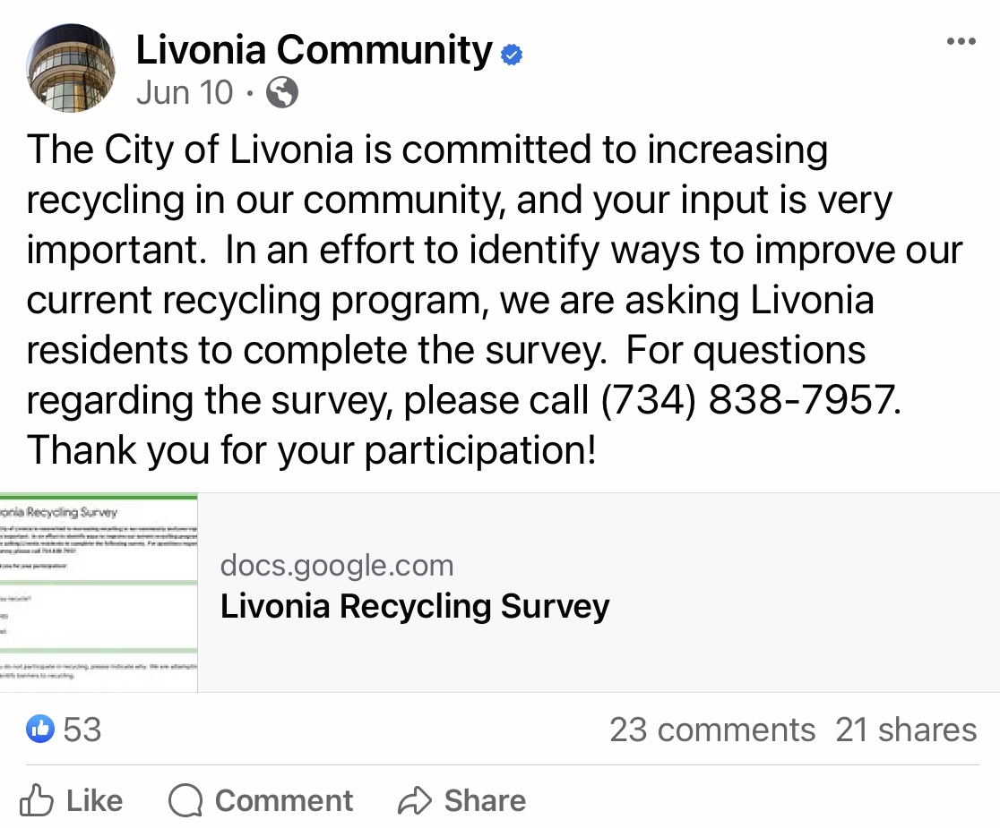 Livonia Community
Jun 10 ·
The City of Livonia is committed to increasing
recycling in our community, and your input is very
important.  In an effort to identify ways to improve our
current recycling program, we are asking Livonia
residents to complete the survey.  For questions
regarding the survey, please call (734) 838-7957.
Thank you for your participation!
onia Recycling Survey
docs.google.com
Livonia Recycling Survey
53
23 comments 21 shares
Like Comment Share